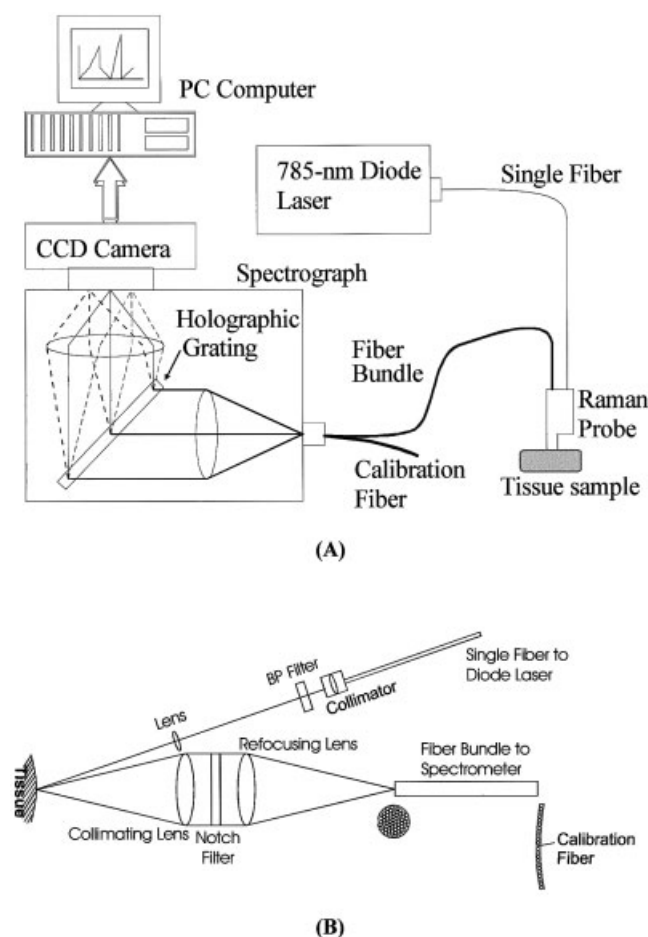 PC Computer
785-nm Diode
Laser
Single Fiber
CCD Camera
Spectrograph
Holographic
Grating
Fiber
Bundle
Raman
Probe
Calibration
Fiber
Tissue sample
(A)
Single Fiber to
Diode Laser
BP Filter
Collimator
Lens
Refocusing Lens
Fiber Bundle to
Spectrometer
Tissue
Collimating Lens
Notch
Filter
Calibration
Fiber
(B)